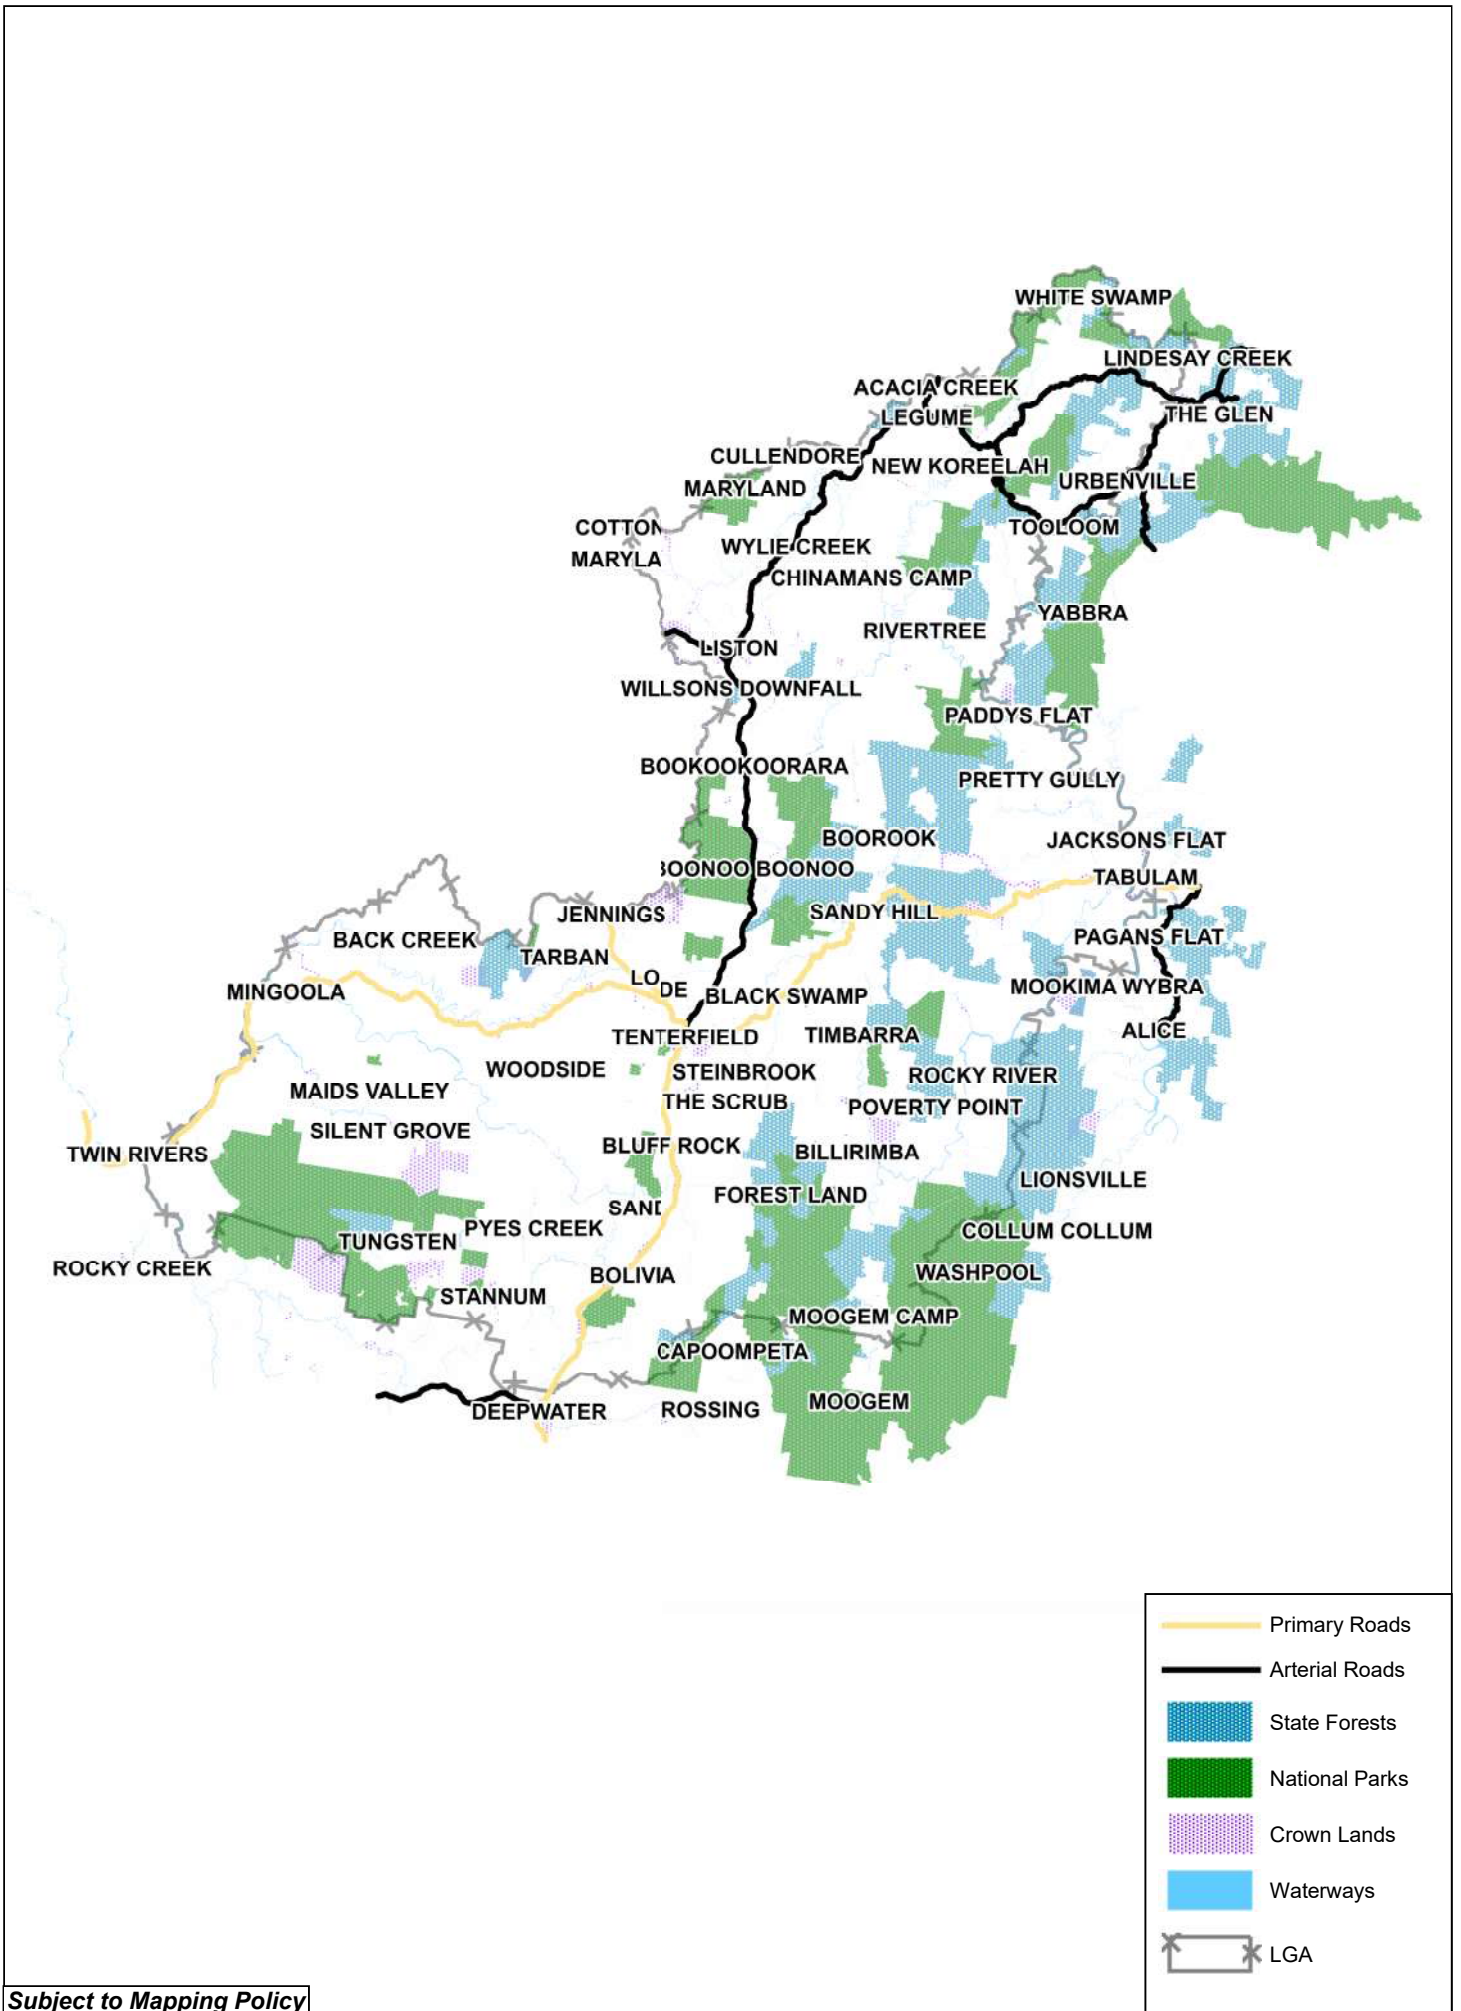 WHITE SWAMP
LINDESAY CREEK
ACACIA CREEK
LEGUME
THE GLEN
CULLENDORE
NEW KOREELAH
MARYLAND
URBENVILLE
COTTON
TOOLOOM
WYLIE CREEK
MARYLA
CHINAMANS CAMP
YABBRA
RIVERTREE
LISTON
WILLSONS DOWNFALL
PADDYS FLAT
BOOKOOKOORARA
PRETTY GULLY
BOOROOK
JACKSONS FLAT
BOONOO BOONOO
TABULAM
JENNINGS
SANDY HILL
BACK CREEK
PAGANS FLAT
TARBAN
LO
DE
MINGOOLA
BLACK SWAMP
MOOKIMA WYBRA
TENTERFIELD
TIMBARRA
ALICE
WOODSIDE
STEINBROOK
ROCKY RIVER
MAIDS VALLEY
THE SCRUB
POVERTY POINT
SILENT GROVE
TWIN RIVERS
BLUFF ROCK
BILLIRIMBA
LIONSVILLE
FOREST LAND
SAND
PYES CREEK
COLLUM COLLUM
TUNGSTEN
ROCKY CREEK
BOLIVIA
WASHPOOL
STANNUM
MOOGEM CAMP
CAPOOMPETA
MOOGEM
DEEPWATER
ROSSING
Primary Roads
Arterial Roads
State Forests
National Parks
Crown Lands
Waterways
LGA
Subject to Mapping Policy